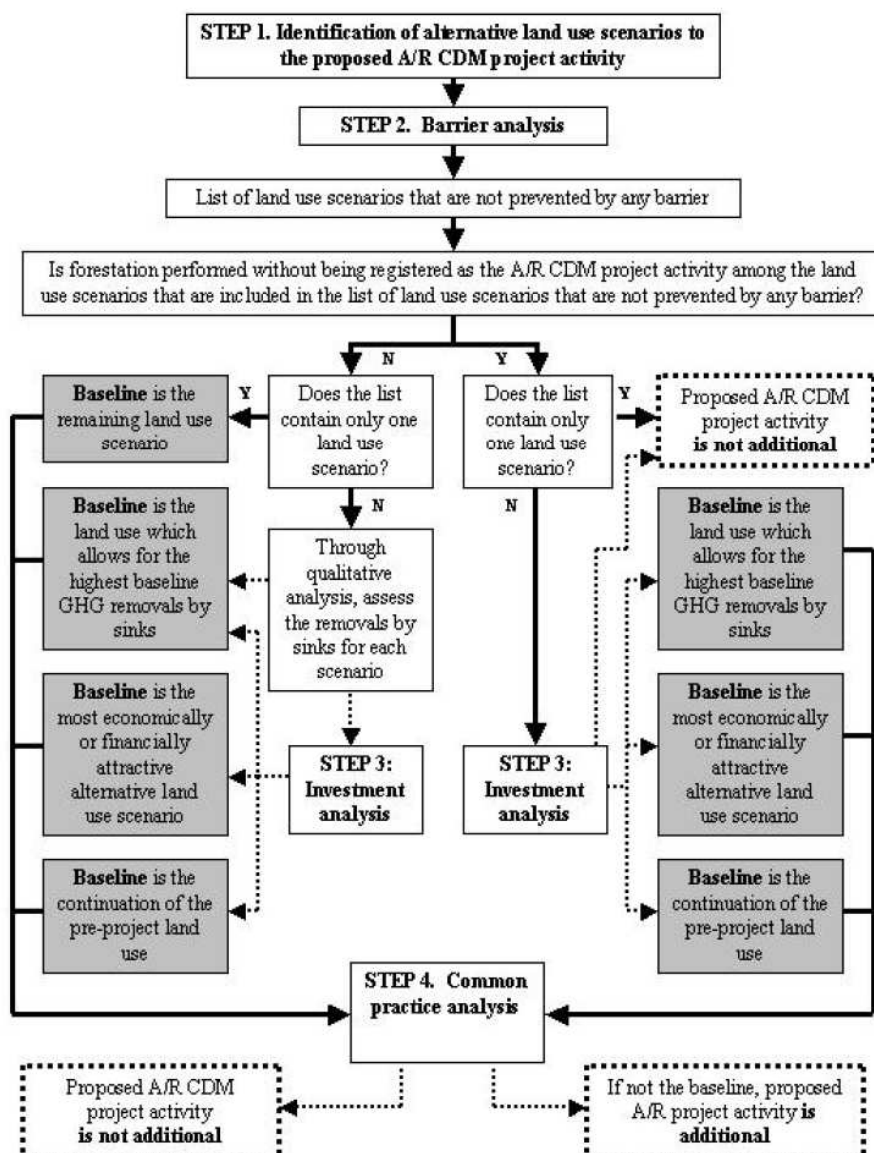 STEP 1. Identification of alternative land use scenarios to
the proposed A/R CDM project activity
STEP 2. Barrier analysis
List of land use scenarios that are not prevented by any barrier
Is forestation performed without being registered as the A/R CDM project activity among the land
use scenarios that are included in the list of land use scenarios that are not prevented by any barrier?
N
Y
Baseline is the
remaining land use
scenario
Y
Does the list
contain only one
land use
scenario?
Does the list
contain only
one land use
scenario?
Y
Proposed A/R CDM
project activity
is not additional
N
N
Baseline is the
land use which
allows for the
highest baseline
GHG removals by
sinks
Through
qualitative
analysis, assess
the removals by
sinks for each
scenario
Baseline is the
land use which
allows for the
highest baseline
GHG removals by
sinks
Baseline is the
most economically
or financially
attractive
alternative land
use scenario
STEP 3:
Investment
analysis
STEP 3:
Investment
analysis
Baseline is the
most economically
or financially
attractive
alternative land
use scenario
Baseline is the
continuation of the
pre-project land
use
Baseline is the
continuation of the
pre-project land
use
STEP 4. Common
practice analysis
Proposed A/R CDM
project activity
is not additional
If not the baseline, proposed
A/R project activity is
additional